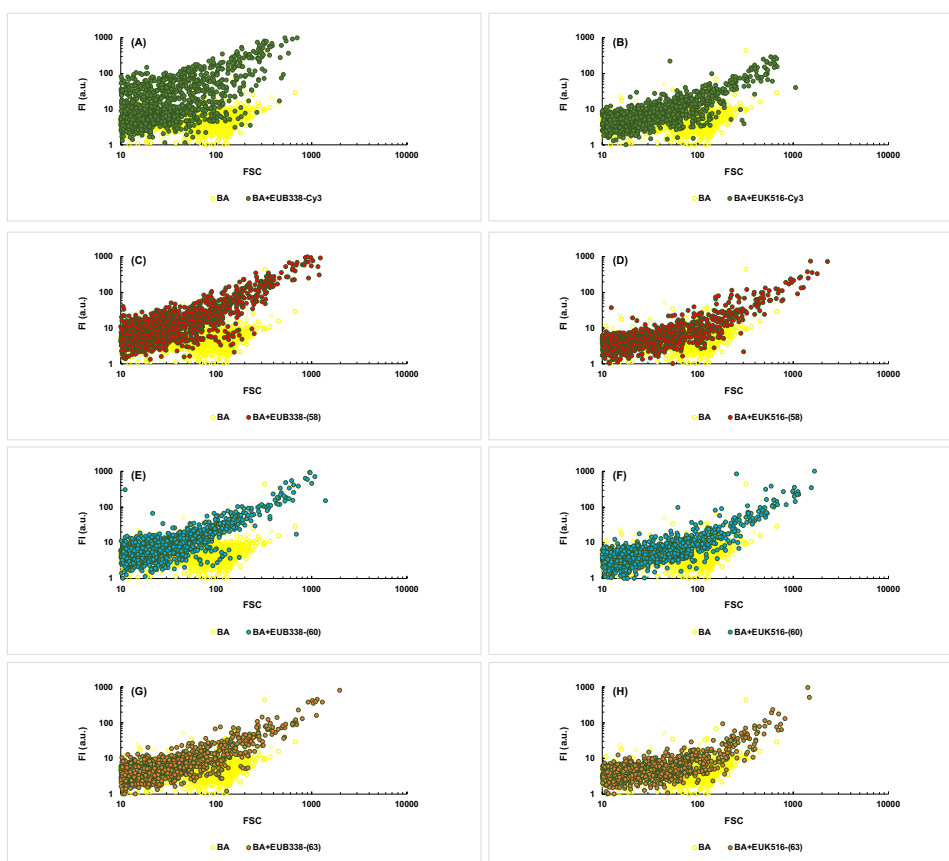 (A)
FI (a.u.)
1000
100
10
1
10 100 1000 10000
FSC
BA BA+EUB338-Cy3
(B)
FI (a.u.)
1000
100
10
1
10 100 1000 10000
FSC
BA BA+EUK516-Cy3
(C)
FI (a.u.)
1000
100
10
1
10 100 1000 10000
FSC
BA BA+EUB338-(58)
(D)
FI (a.u.)
1000
100
10
1
10 100 1000 10000
FSC
BA BA+EUK516-(58)
(E)
FI (a.u.)
1000
100
10
1
10 100 1000 10000
FSC
BA BA+EUB338-(60)
(F)
FI (a.u.)
1000
100
10
1
10 100 1000 10000
FSC
BA BA+EUK516-(60)
(G)
FI (a.u.)
1000
100
10
1
10 100 1000 10000
FSC
BA BA+EUB338-(63)
(H)
FI (a.u.)
1000
100
10
1
10 100 1000 10000
FSC
BA BA+EUK516-(63)